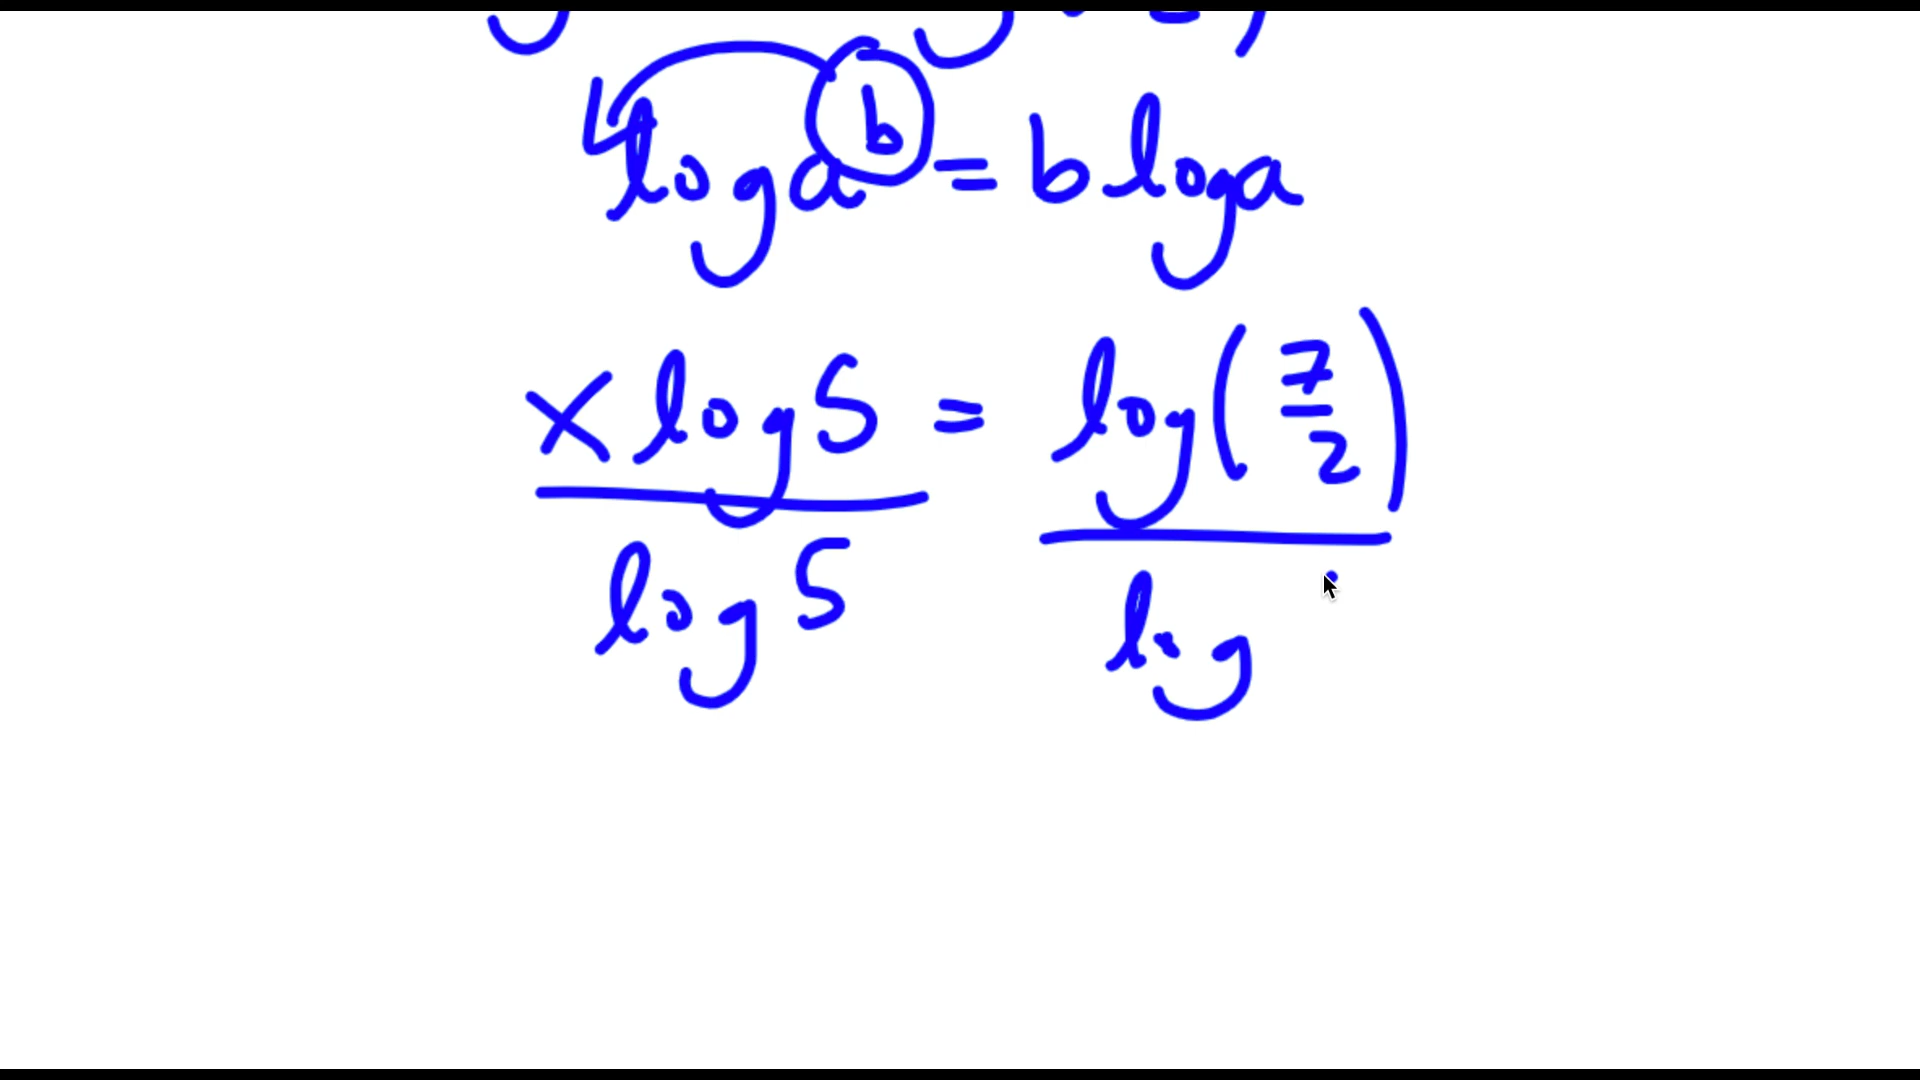 log a^b = b log a
x log 5 = log(7/2)
log 5 log